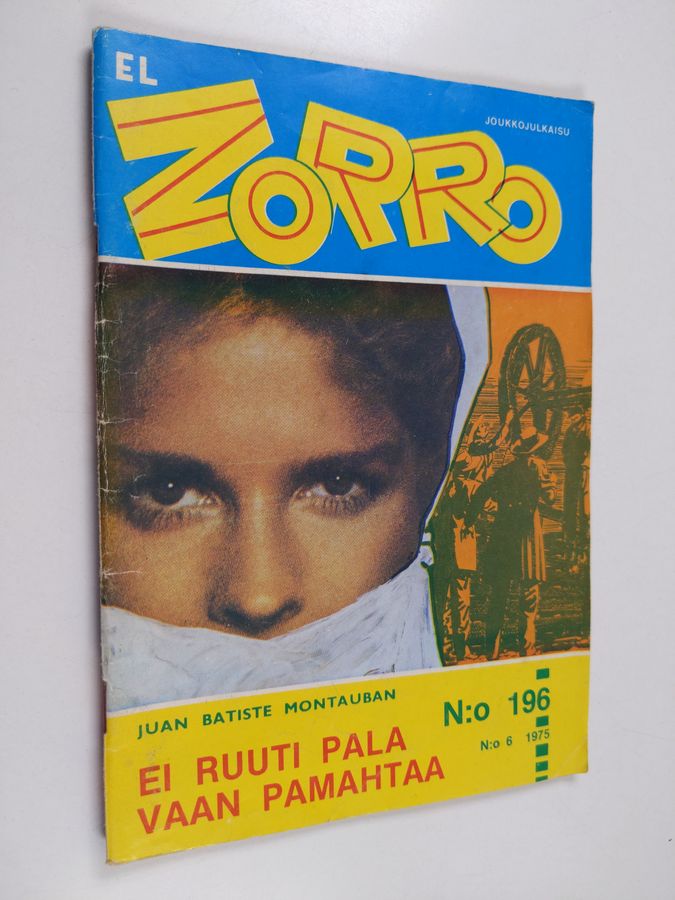 EL
ZORRO
JOUKKOJULKAISU
JUAN BATISTE MONTAUBAN
N:o 196
N:o 6 1975
EI RUUTI PALA
VAAN PAMAHTAA